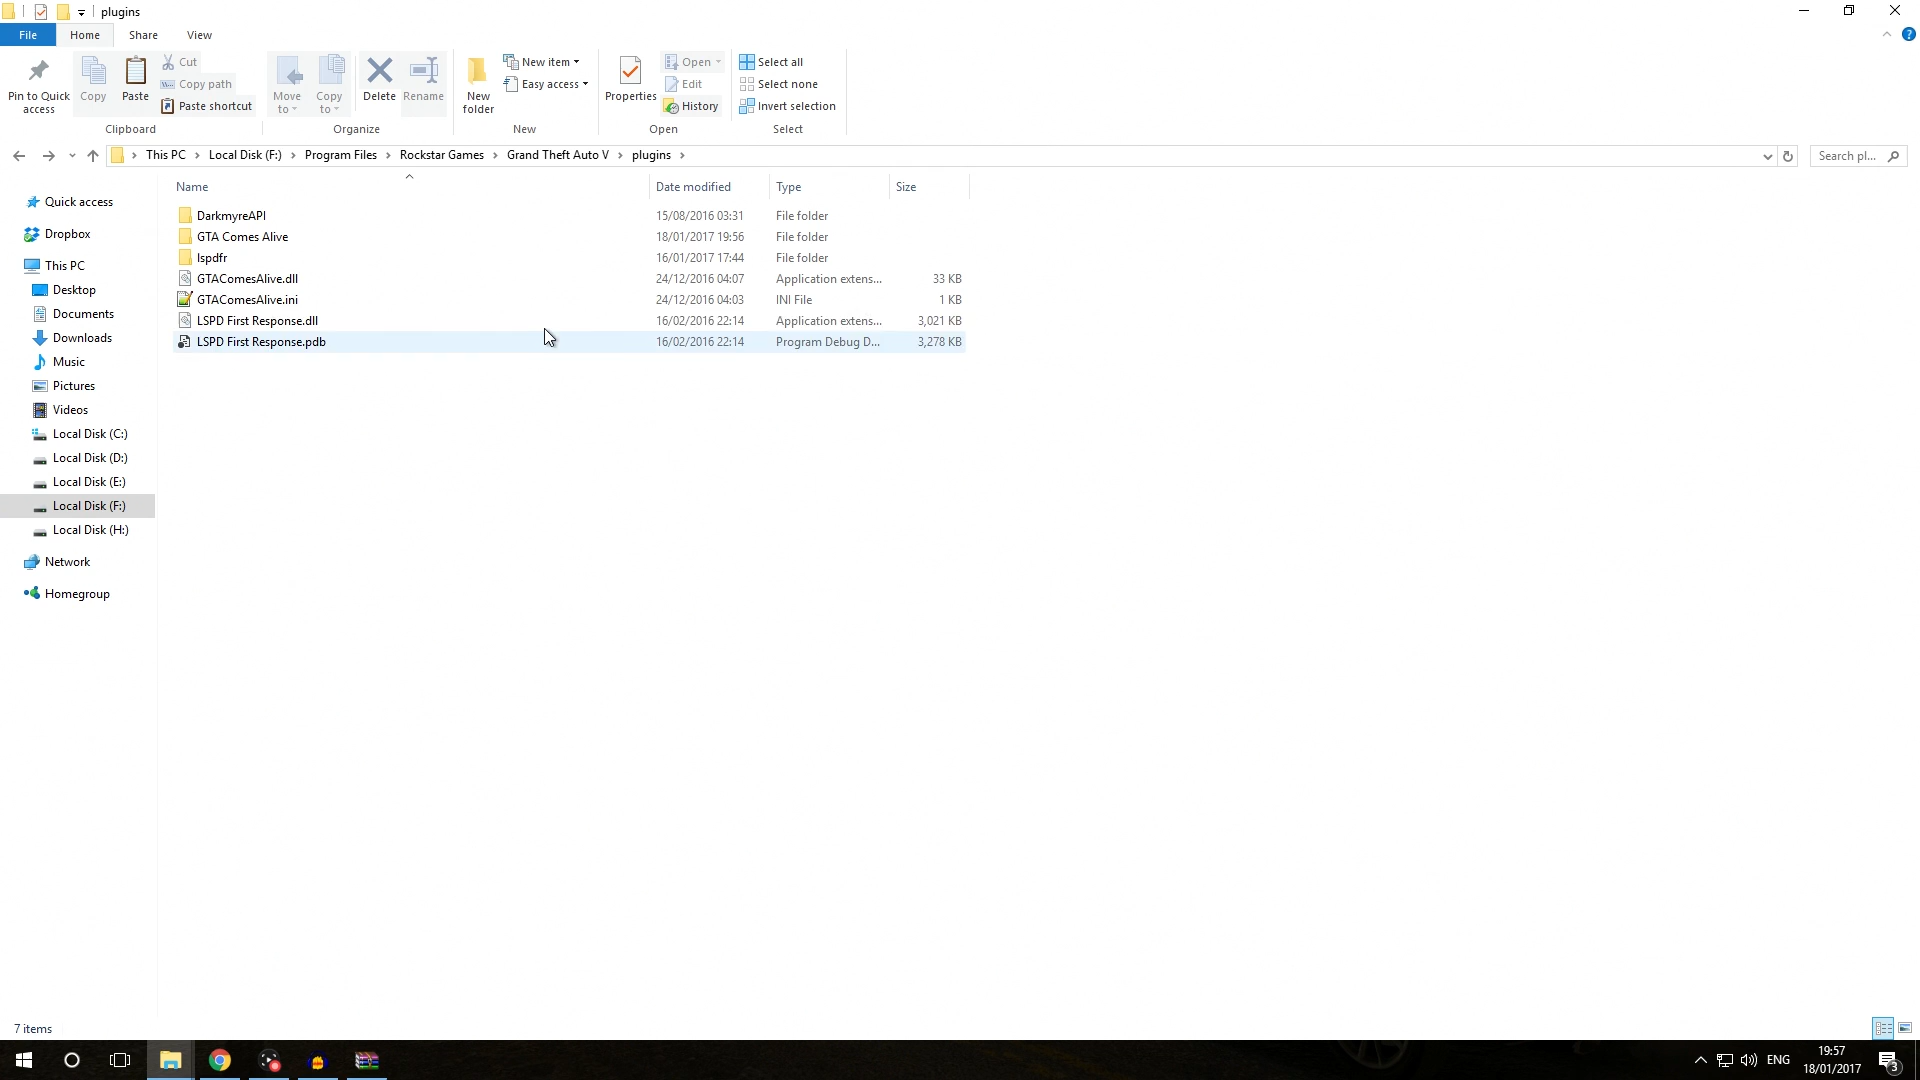 plugins
File Home Share View
Pin to Quick access
Copy
Paste
Cut
Copy path
Paste shortcut
Move to
Copy to
Delete
Rename
New folder
New item
Easy access
Properties
Open
Edit
History
Select all
Select none
Invert selection
Clipboard Organize New Open Select
This PC Local Disk (F:) Program Files Rockstar Games Grand Theft Auto V plugins
Search pl...
Name Date modified Type Size
DarkmyreAPI 15/08/2016 03:31 File folder
GTA Comes Alive 18/01/2017 19:56 File folder
lspdfr 16/01/2017 17:44 File folder
GTAComesAlive.dll 24/12/2016 04:07 Application extens... 33 KB
GTAComesAlive.ini 24/12/2016 04:03 INI File 1 KB
LSPD First Response.dll 16/02/2016 22:14 Application extens... 3,021 KB
LSPD First Response.pdb 16/02/2016 22:14 Program Debug D... 3,278 KB
Quick access
Dropbox
This PC
Desktop
Documents
Downloads
Music
Pictures
Videos
Local Disk (C:)
Local Disk (D:)
Local Disk (E:)
Local Disk (F:)
Local Disk (H:)
Network
Homegroup
7 items
ENG
19:57
18/01/2017
3